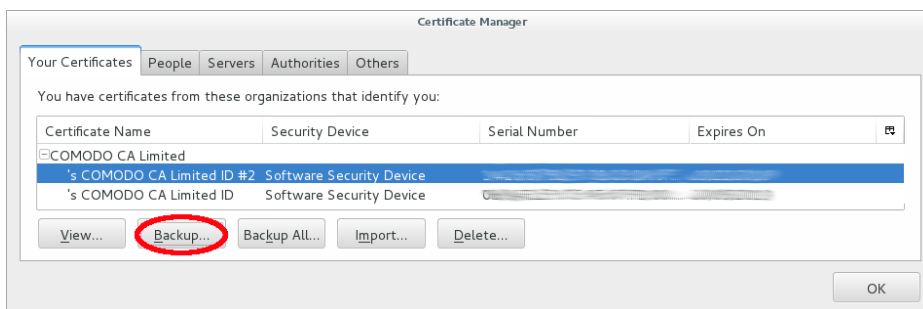 Certificate Manager
Your Certificates People Servers Authorities Others
You have certificates from these organizations that identify you:
Certificate Name Security Device Serial Number Expires On
COMODO CA Limited
's COMODO CA Limited ID #2 Software Security Device
's COMODO CA Limited ID Software Security Device
View... Backup... Backup All... Import... Delete...
OK